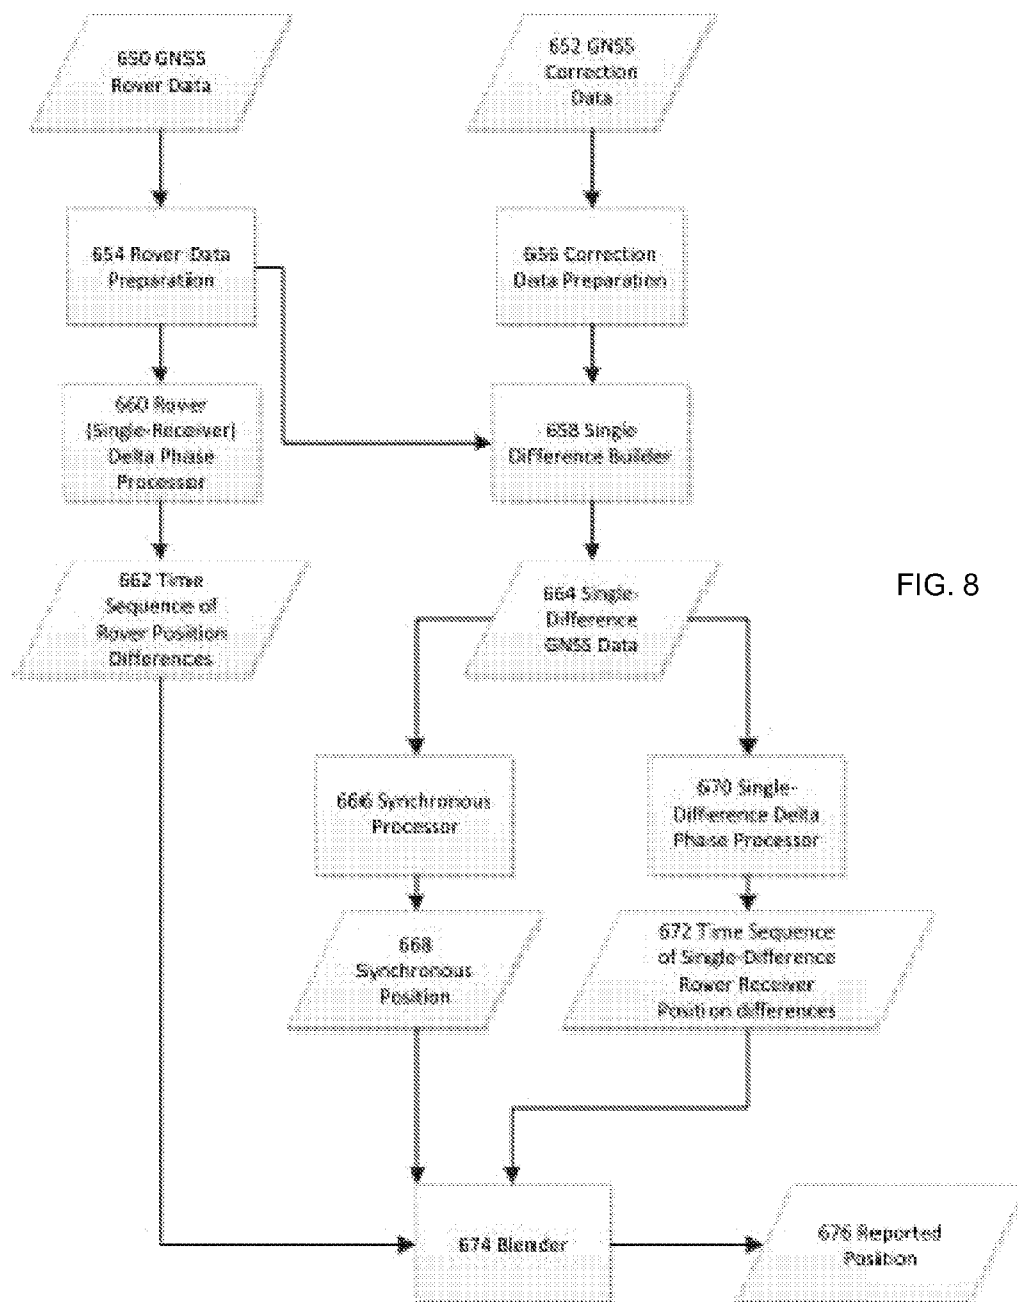 650 GNSS
Rover Data
652 GNSS
Correction
Data
654 Rover Data
Preparation
656 Correction
Data Preparation
660 Rover
(Single-Receiver)
Delta Phase
Processor
658 Single
Difference Builder
662 Time
Sequence of
Rover Position
Differences
664 Single-
Difference
GNSS Data
FIG. 8
666 Synchronous
Processor
670 Single-
Difference Delta
Phase Processor
668
Synchronous
Position
672 Time Sequence
of Single-Difference
Rover Receiver
Position differences
674 Blender
676 Reported
Position